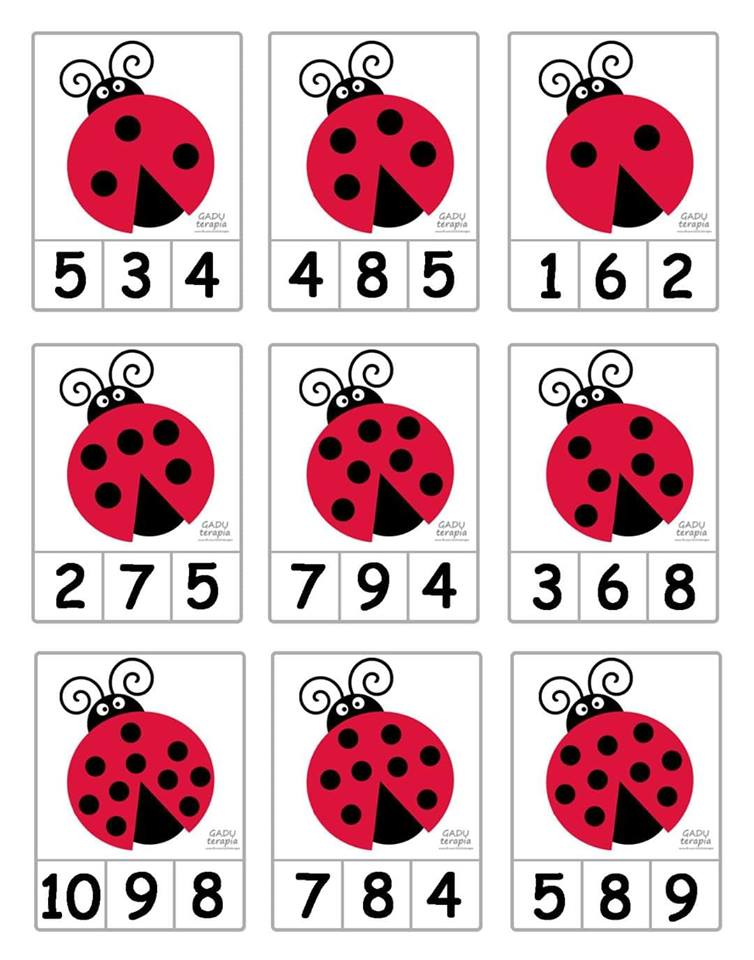 GADU
terapia
5 3 4
GADU
terapia
4 8 5
GADU
terapia
1 6 2
GADU
terapia
2 7 5
GADU
terapia
7 9 4
GADU
terapia
3 6 8
GADU
terapia
10 9 8
GADU
terapia
7 8 4
GADU
terapia
5 8 9